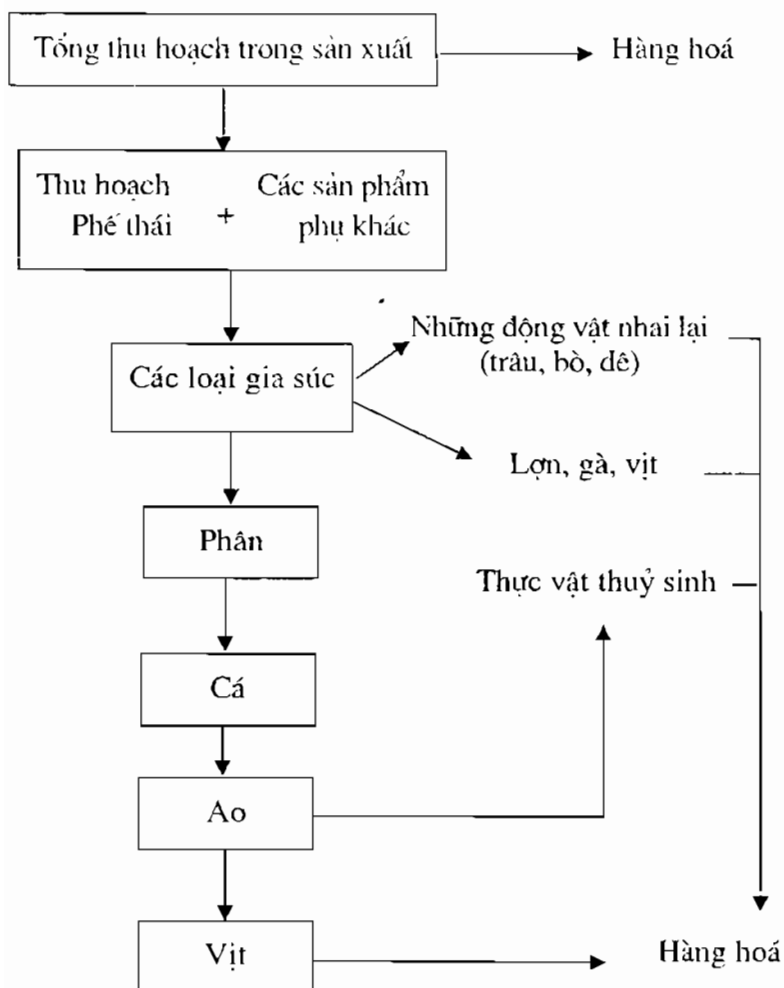 Tổng thu hoạch trong sản xuất
Hàng hoá
Thu hoạch
Phế thái
+
Các sản phẩm
phụ khác
Những động vật nhai lại
(trâu, bò, dê)
Các loại gia súc
Lợn, gà, vịt
Phân
Thực vật thuỷ sinh
Cá
Ao
Vịt
Hàng hoá